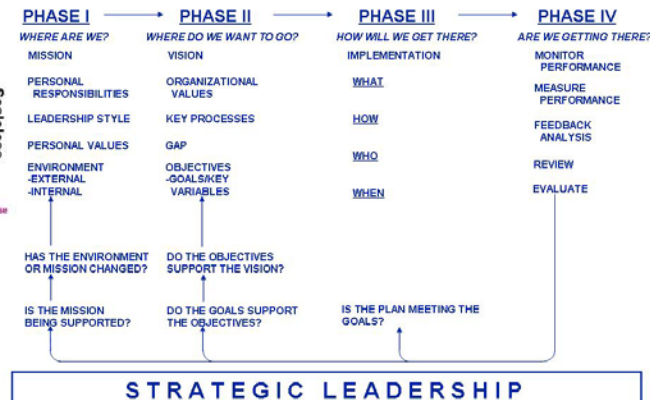 PHASE I
PHASE II
PHASE III
PHASE IV
WHERE ARE WE?
WHERE DO WE WANT TO GO?
HOW WILL WE GET THERE?
ARE WE GETTING THERE?
MISSION
PERSONAL
RESPONSIBILITIES
LEADERSHIP STYLE
PERSONAL VALUES
ENVIRONMENT
-EXTERNAL
-INTERNAL
HAS THE ENVIRONMENT
OR MISSION CHANGED?
IS THE MISSION
BEING SUPPORTED?
VISION
ORGANIZATIONAL
VALUES
KEY PROCESSES
GAP
OBJECTIVES
-GOALS/KEY
VARIABLES
DO THE OBJECTIVES
SUPPORT THE VISION?
DO THE GOALS SUPPORT
THE OBJECTIVES?
IMPLEMENTATION
WHAT
HOW
WHO
WHEN
IS THE PLAN MEETING THE
GOALS?
MONITOR
PERFORMANCE
MEASURE
PERFORMANCE
FEEDBACK
ANALYSIS
REVIEW
EVALUATE
STRATEGIC LEADERSHIP